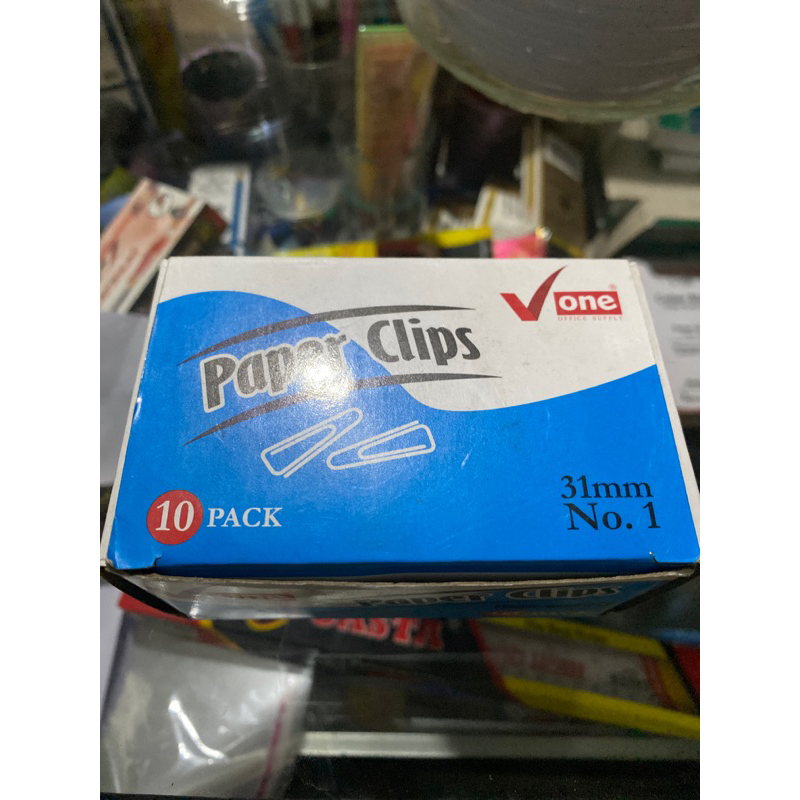 Vone®
OFFICE SUPPLY
Paper Clips
10 PACK
31mm
No. 1
PAPER CLIPS